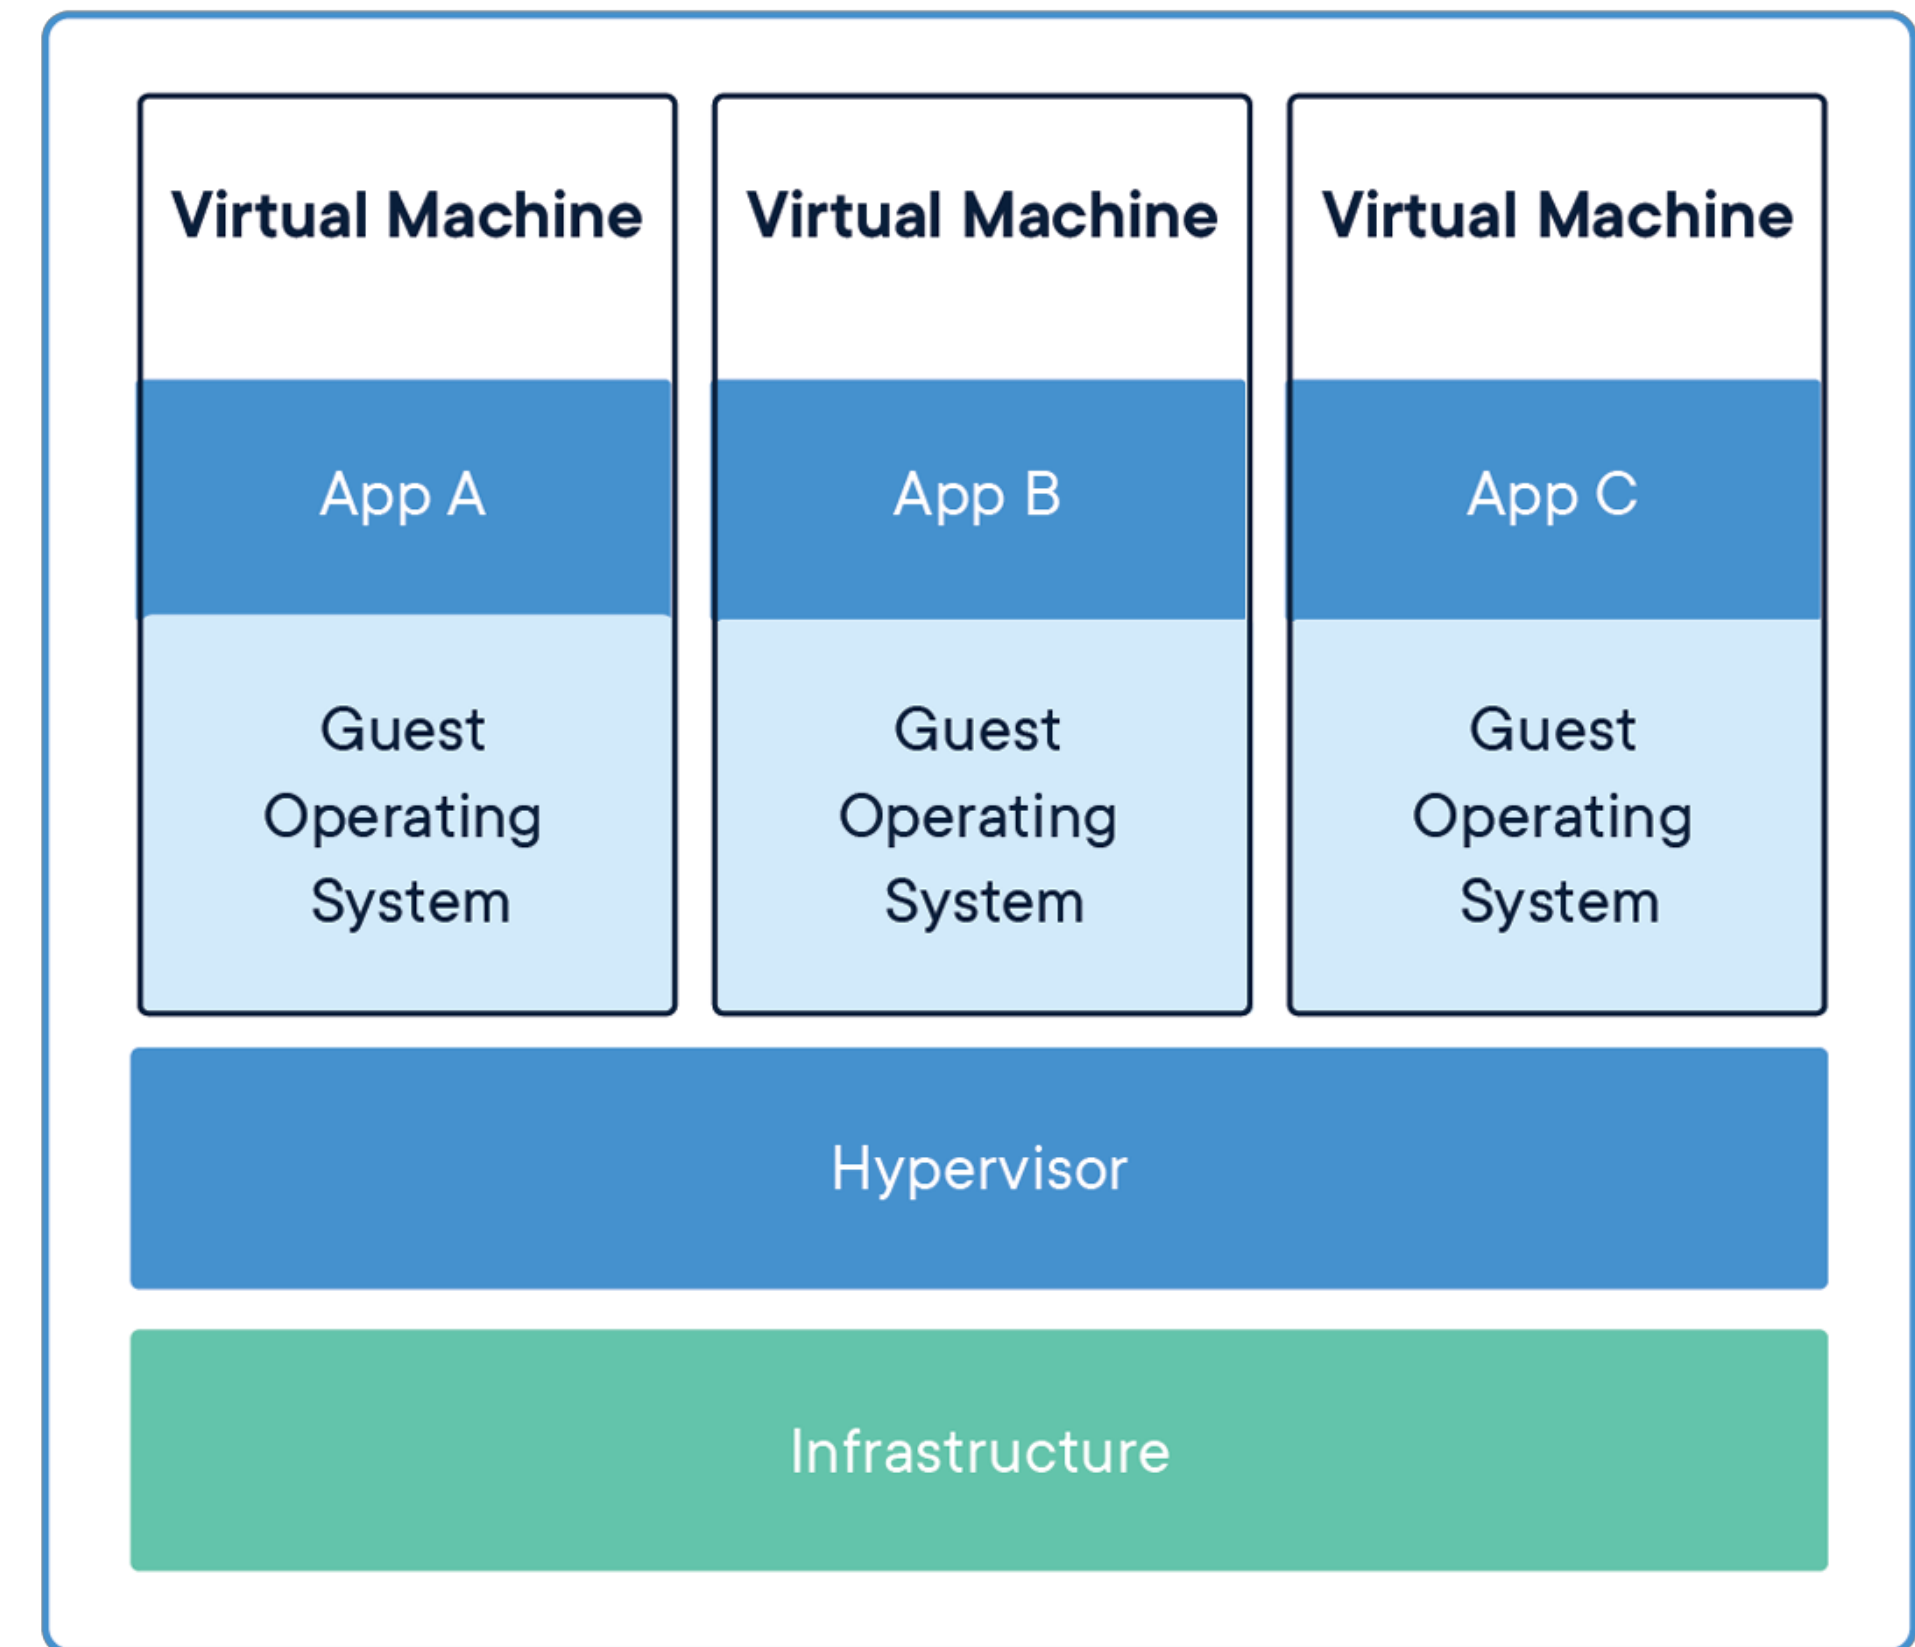 Virtual Machine
App A
Guest
Operating
System
Virtual Machine
App B
Guest
Operating
System
Virtual Machine
App C
Guest
Operating
System
Hypervisor
Infrastructure